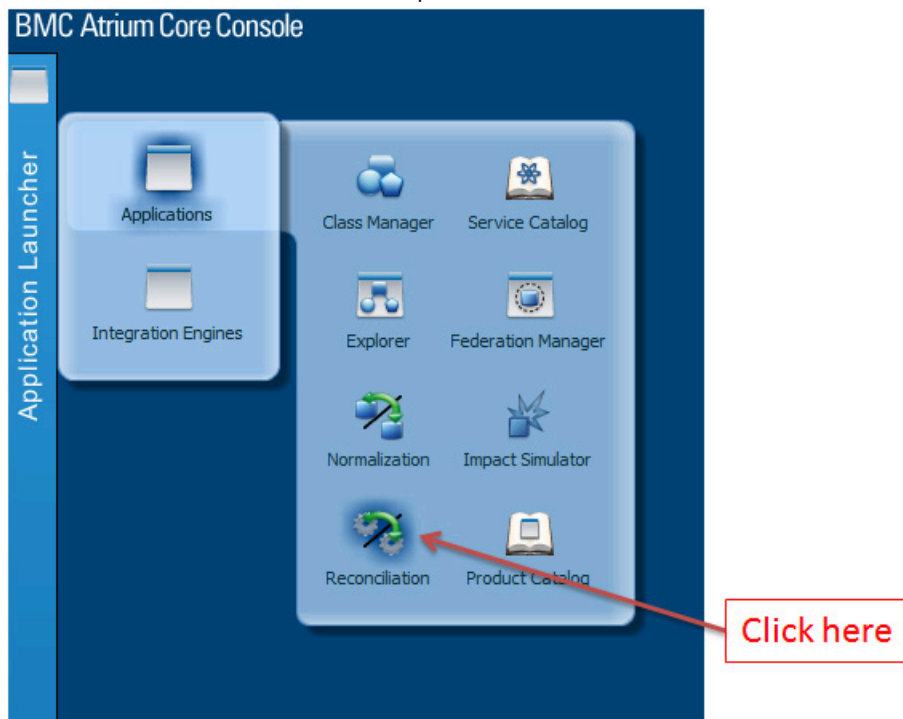 BMC Atrium Core Console
Application Launcher
Applications
Integration Engines
Class Manager Service Catalog
Explorer Federation Manager
Normalization Impact Simulator
Reconciliation Product Catalog
Click here